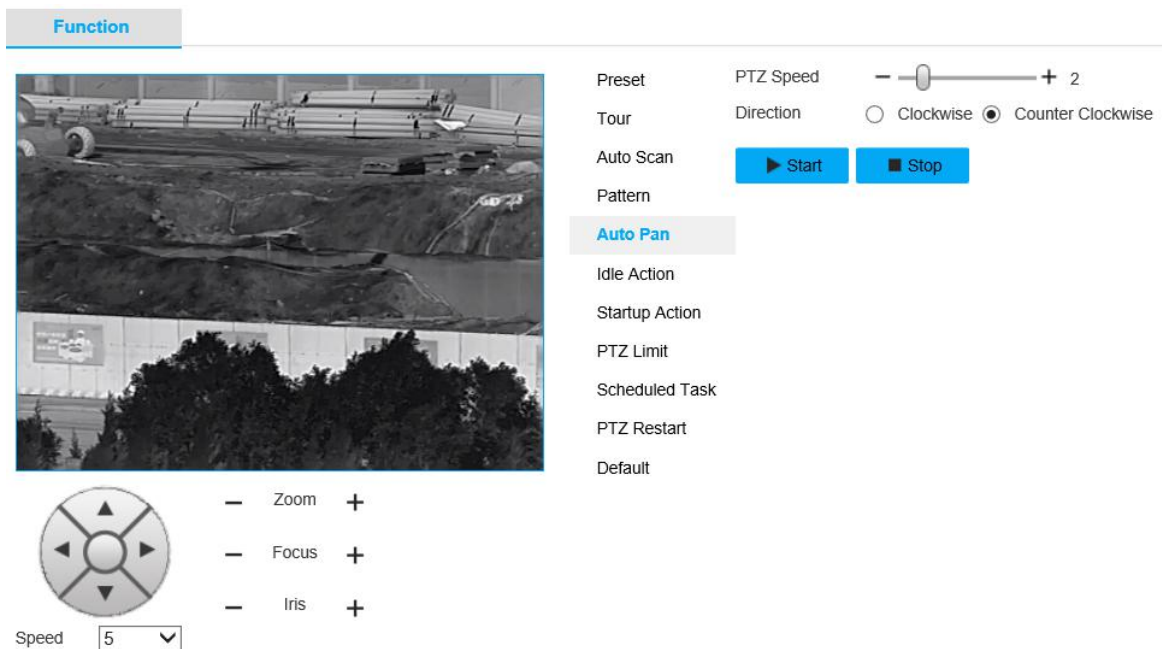 Function
Preset
Tour
Auto Scan
Pattern
Auto Pan
Idle Action
Startup Action
PTZ Limit
Scheduled Task
PTZ Restart
Default
PTZ Speed 2
Direction Clockwise Counter Clockwise
Start Stop
Zoom
Focus
Iris
Speed 5